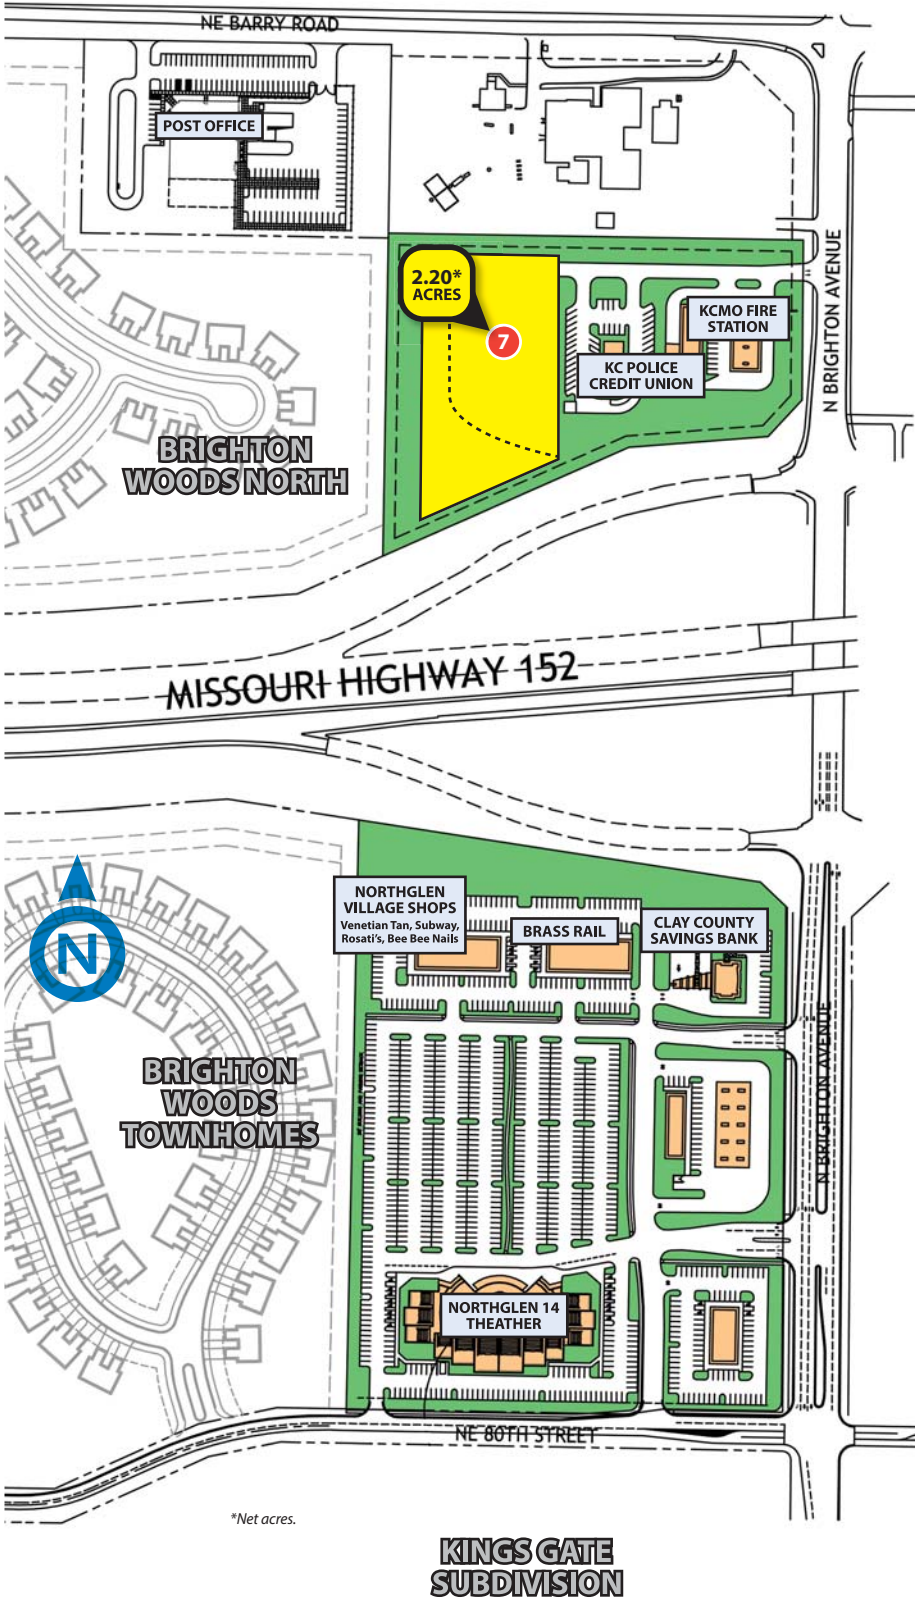 NE BARRY ROAD
POST OFFICE
N BRIGHTON AVENUE
2.20*
ACRES
7
KCMO FIRE
STATION
KC POLICE
CREDIT UNION
BRIGHTON
WOODS NORTH
MISSOURI HIGHWAY 152
N
NORTHGLEN
VILLAGE SHOPS
Venetian Tan, Subway,
Rosati's, Bee Bee Nails
BRASS RAIL
CLAY COUNTY
SAVINGS BANK
N BRIGHTON AVENUE
BRIGHTON
WOODS
TOWNHOMES
NORTHGLEN 14
THEATHER
NE 80TH STREET
*Net acres.
KINGS GATE
SUBDIVISION